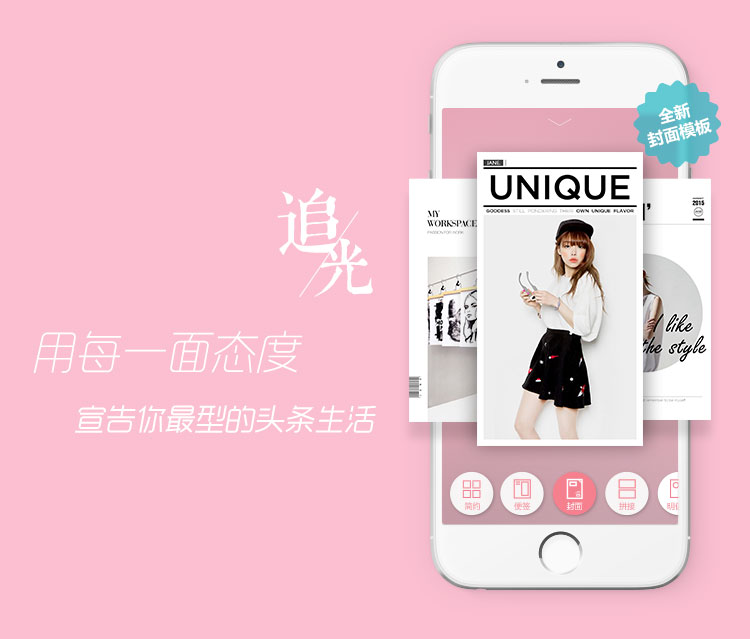 追光
用每一面态度
宣告你最型的头条生活
全新
封面模板
JANE
UNIQUE
GODDESS STILL PONDERING THEIR OWN UNIQUE FLAVOR
MY
WORKSPACE
PASSION FOR WORK
2015
I like
the style
简约
便签
封面
拼接